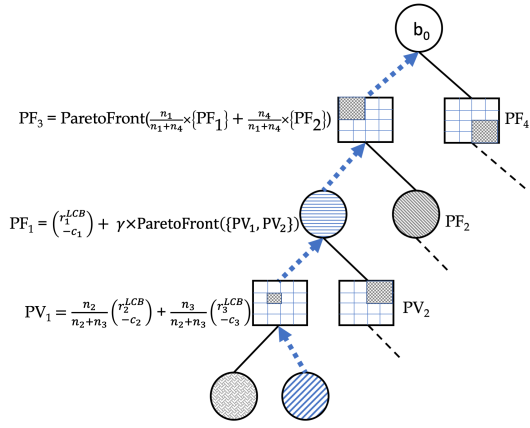 b₀
PF₃ = ParetoFront(n₁/(n₁+n₄)×{PF₁} + n₄/(n₁+n₄)×{PF₂})
PF₄
PF₁ = (r₁^LCB / −c₁) + γ×ParetoFront({PV₁, PV₂})
PF₂
PV₁ = n₂/(n₂+n₃) (r₂^LCB / −c₂) + n₃/(n₂+n₃) (r₃^LCB / −c₃)
PV₂